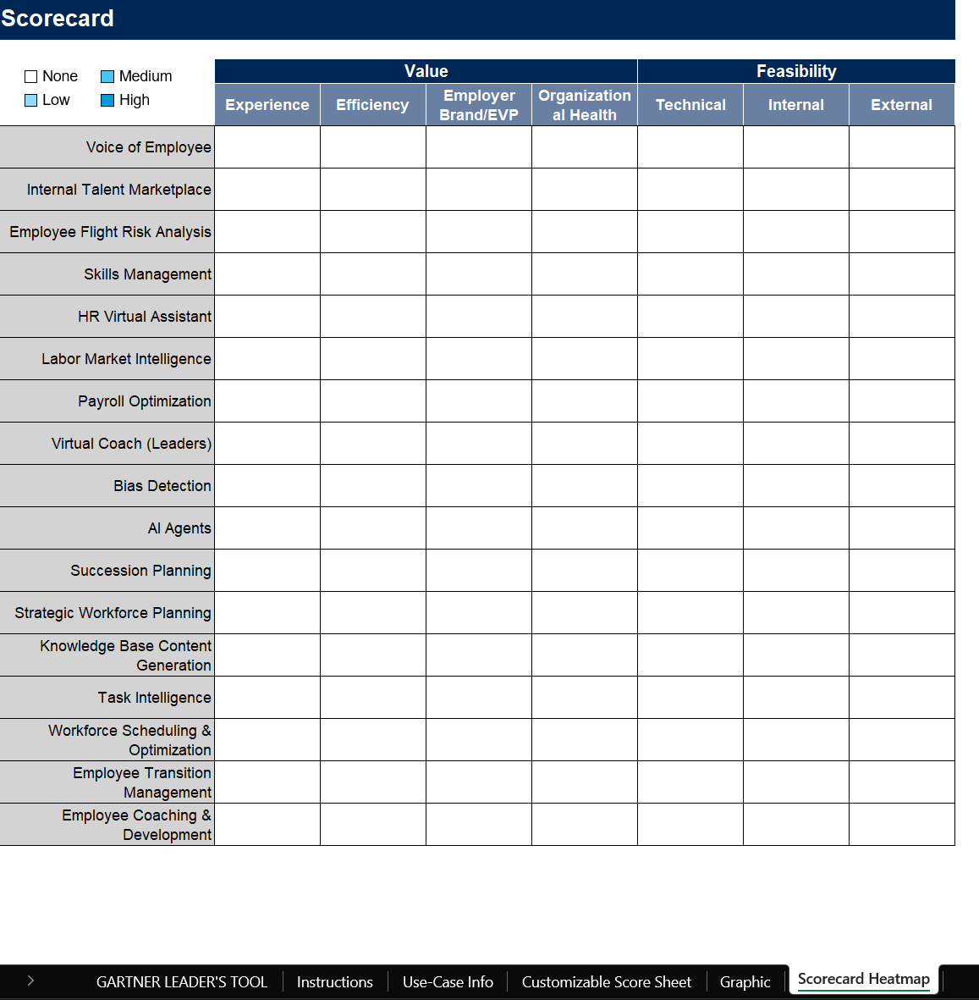 Scorecard
None Medium
Low High
Value Feasibility
Experience Efficiency Employer Brand/EVP Organization al Health Technical Internal External
Voice of Employee
Internal Talent Marketplace
Employee Flight Risk Analysis
Skills Management
HR Virtual Assistant
Labor Market Intelligence
Payroll Optimization
Virtual Coach (Leaders)
Bias Detection
AI Agents
Succession Planning
Strategic Workforce Planning
Knowledge Base Content
Generation
Task Intelligence
Workforce Scheduling &
Optimization
Employee Transition
Management
Employee Coaching &
Development
GARTNER LEADER'S TOOL Instructions Use-Case Info Customizable Score Sheet Graphic Scorecard Heatmap